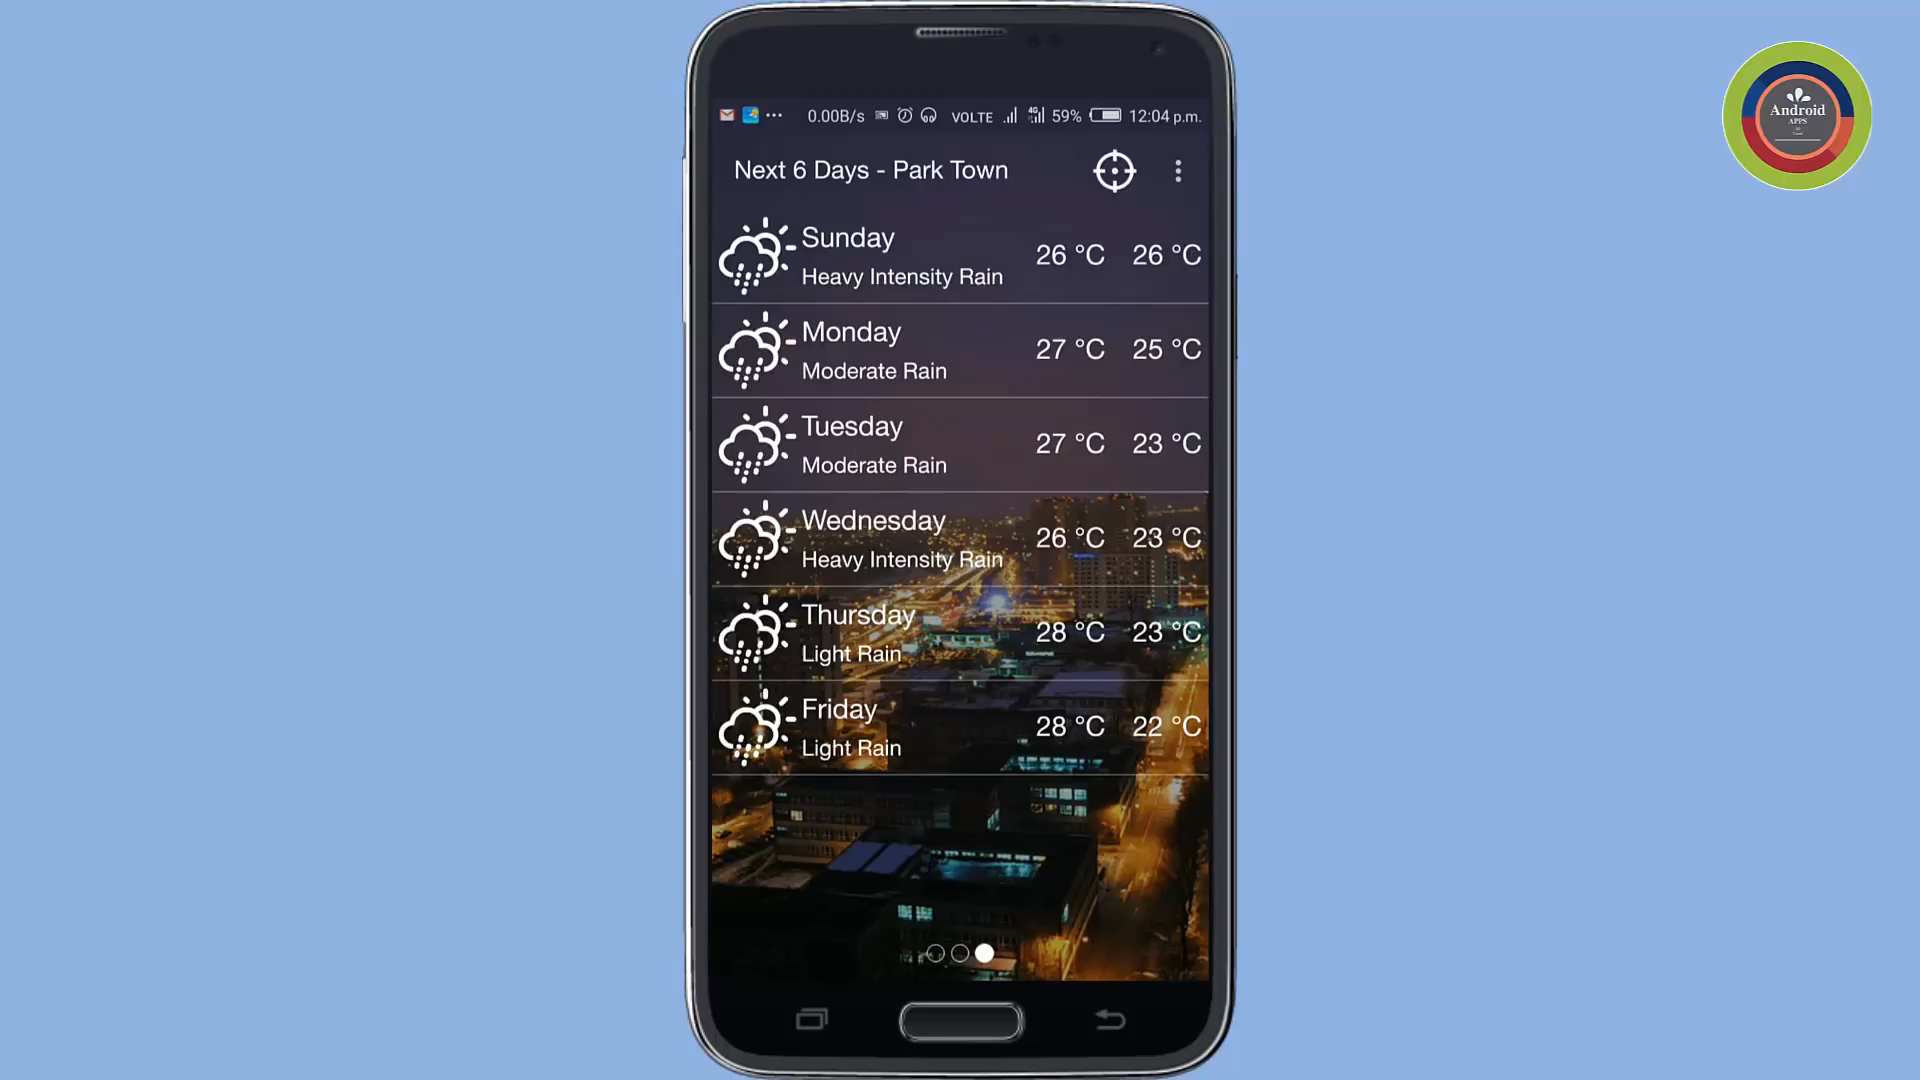 0.00B/s VOLTE 4G 59% 12:04 p.m.
Next 6 Days - Park Town
Sunday
Heavy Intensity Rain
26 °C 26 °C
Monday
Moderate Rain
27 °C 25 °C
Tuesday
Moderate Rain
27 °C 23 °C
Wednesday
Heavy Intensity Rain
26 °C 23 °C
Thursday
Light Rain
28 °C 23 °C
Friday
Light Rain
28 °C 22 °C
Android
APPS